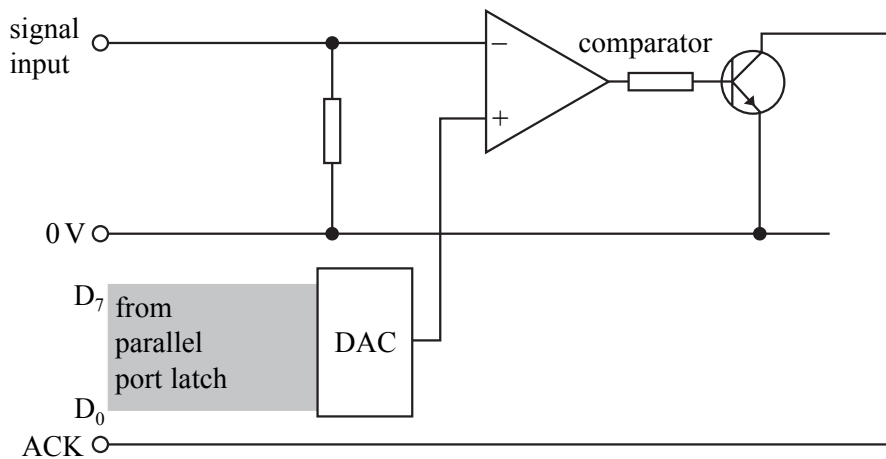 signal
input
comparator
−
+
0 V
D₇
from
parallel
port latch
DAC
D₀
ACK